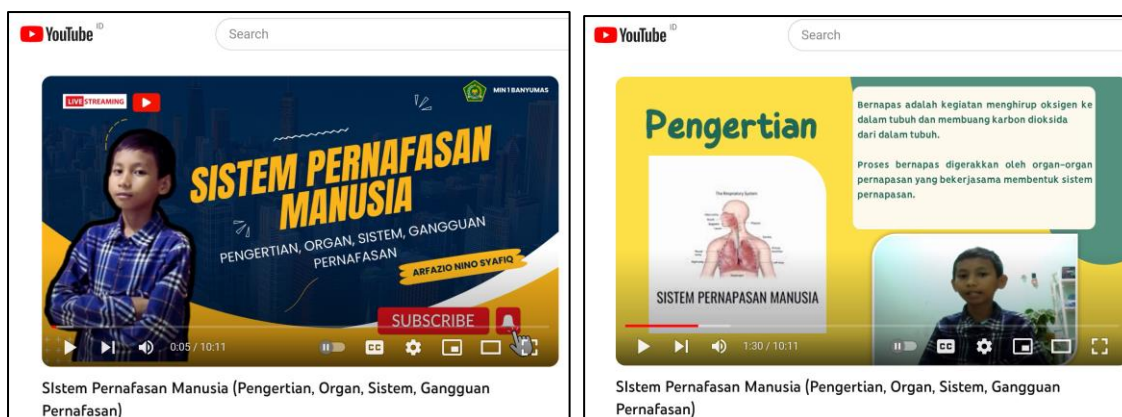 YouTube ID
Search
LIVE STREAMING
MIN 1 BANYUMAS
SISTEM PERNAFASAN
MANUSIA
PENGERTIAN, ORGAN, SISTEM, GANGGUAN
PERNAFASAN
ARFAZIO NINO SYAFIQ
SUBSCRIBE
0:05 / 10:11
CC
SIstem Pernafasan Manusia (Pengertian, Organ, Sistem, Gangguan
Pernafasan)
YouTube ID
Search
Pengertian
Bernapas adalah kegiatan menghirup oksigen ke
dalam tubuh dan membuang karbon dioksida
dari dalam tubuh.
Proses bernapas digerakkan oleh organ-organ
pernapasan yang bekerjasama membentuk sistem
pernapasan.
The Respiratory System
SISTEM PERNAPASAN MANUSIA
1:30 / 10:11
CC
SIstem Pernafasan Manusia (Pengertian, Organ, Sistem, Gangguan
Pernafasan)